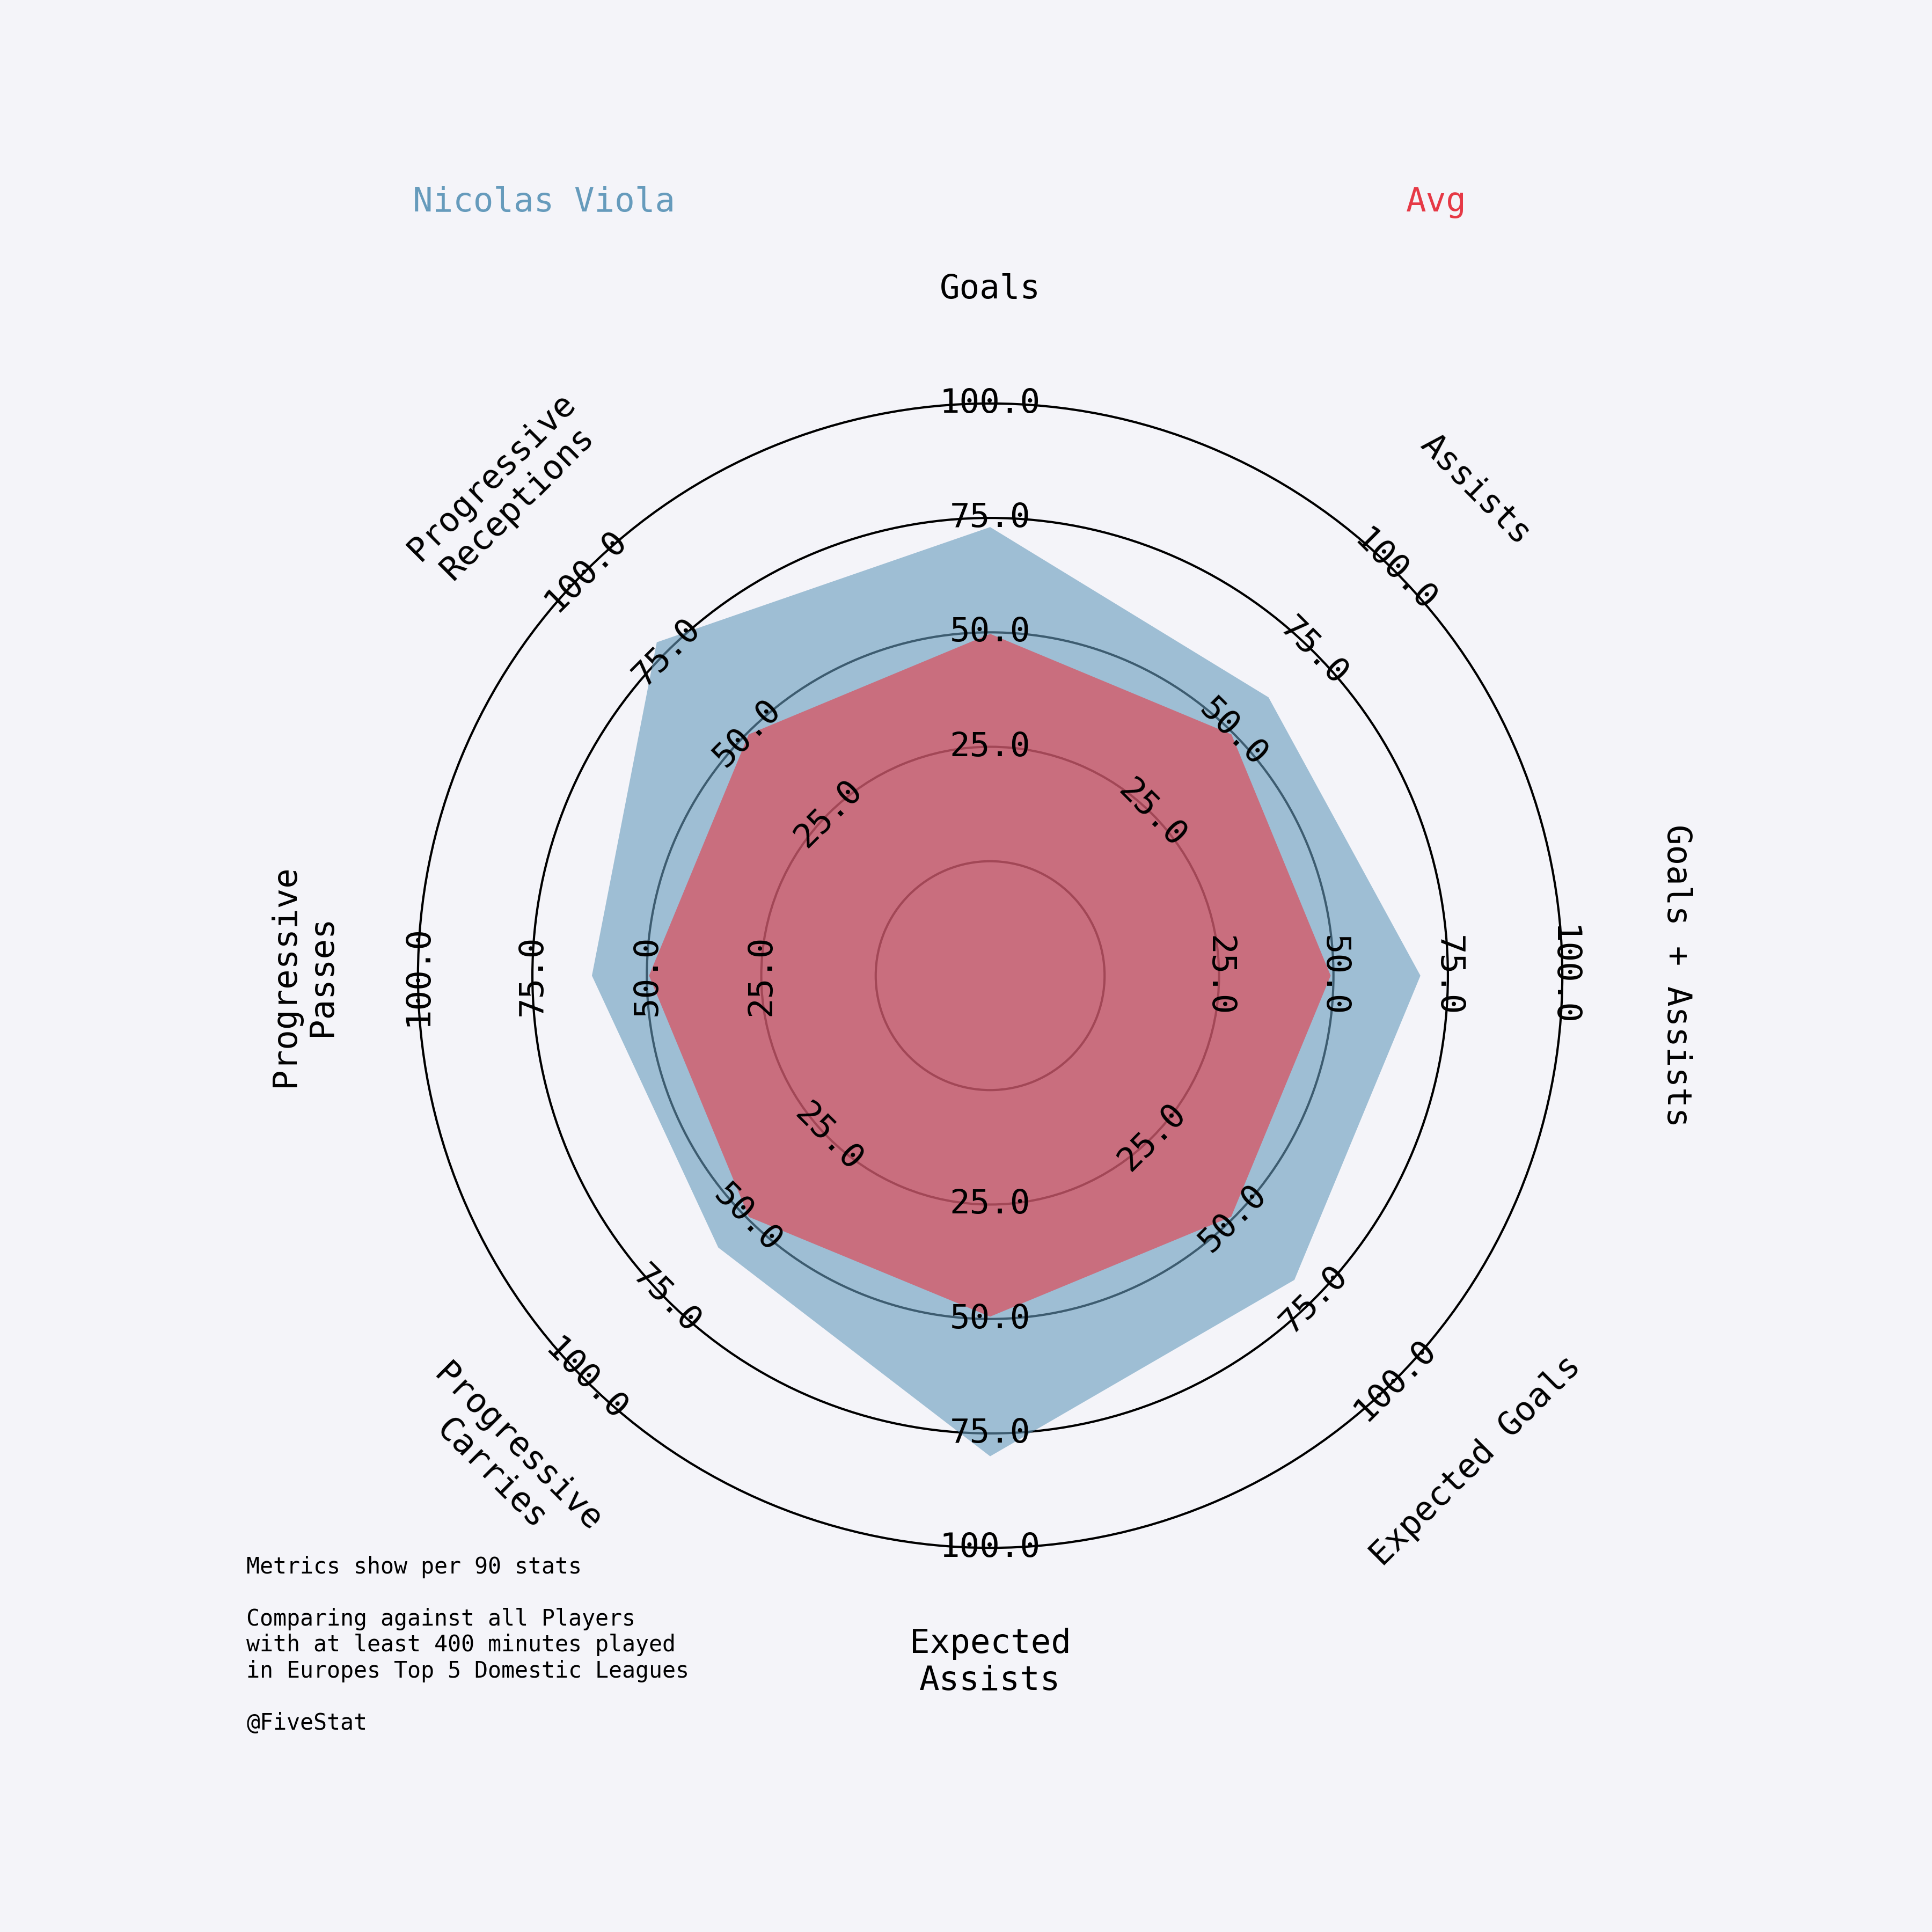 Nicolas Viola
Avg
Goals
Assists
Goals + Assists
Expected Goals
Expected
Assists
Progressive
Carries
Progressive
Passes
Progressive
Receptions
25.0
50.0
75.0
100.0
25.0
50.0
75.0
100.0
25.0
50.0
75.0
100.0
25.0
50.0
75.0
100.0
25.0
50.0
75.0
100.0
25.0
50.0
75.0
100.0
25.0
50.0
75.0
100.0
25.0
50.0
75.0
100.0
Metrics show per 90 stats
Comparing against all Players
with at least 400 minutes played
in Europes Top 5 Domestic Leagues
@FiveStat